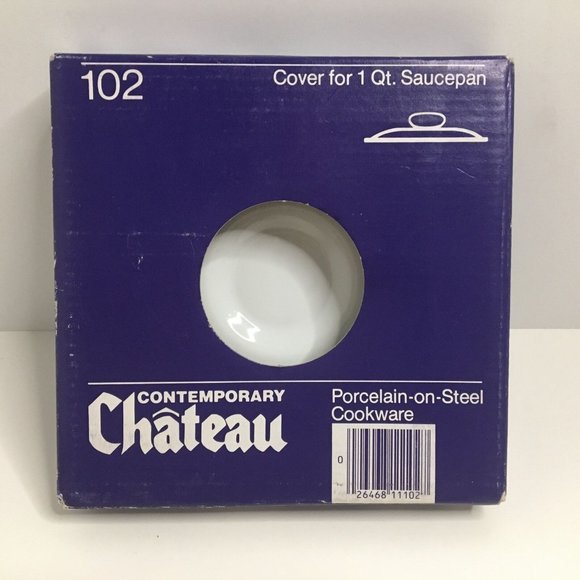 102
Cover for 1 Qt. Saucepan
CONTEMPORARY
Château
Porcelain-on-Steel
Cookware
0
26468 11102